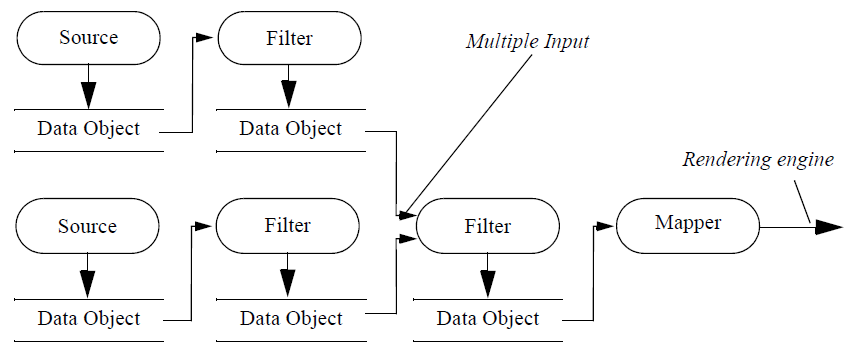 Source
Filter
Multiple Input
Data Object
Data Object
Rendering engine
Source
Filter
Filter
Mapper
Data Object
Data Object
Data Object